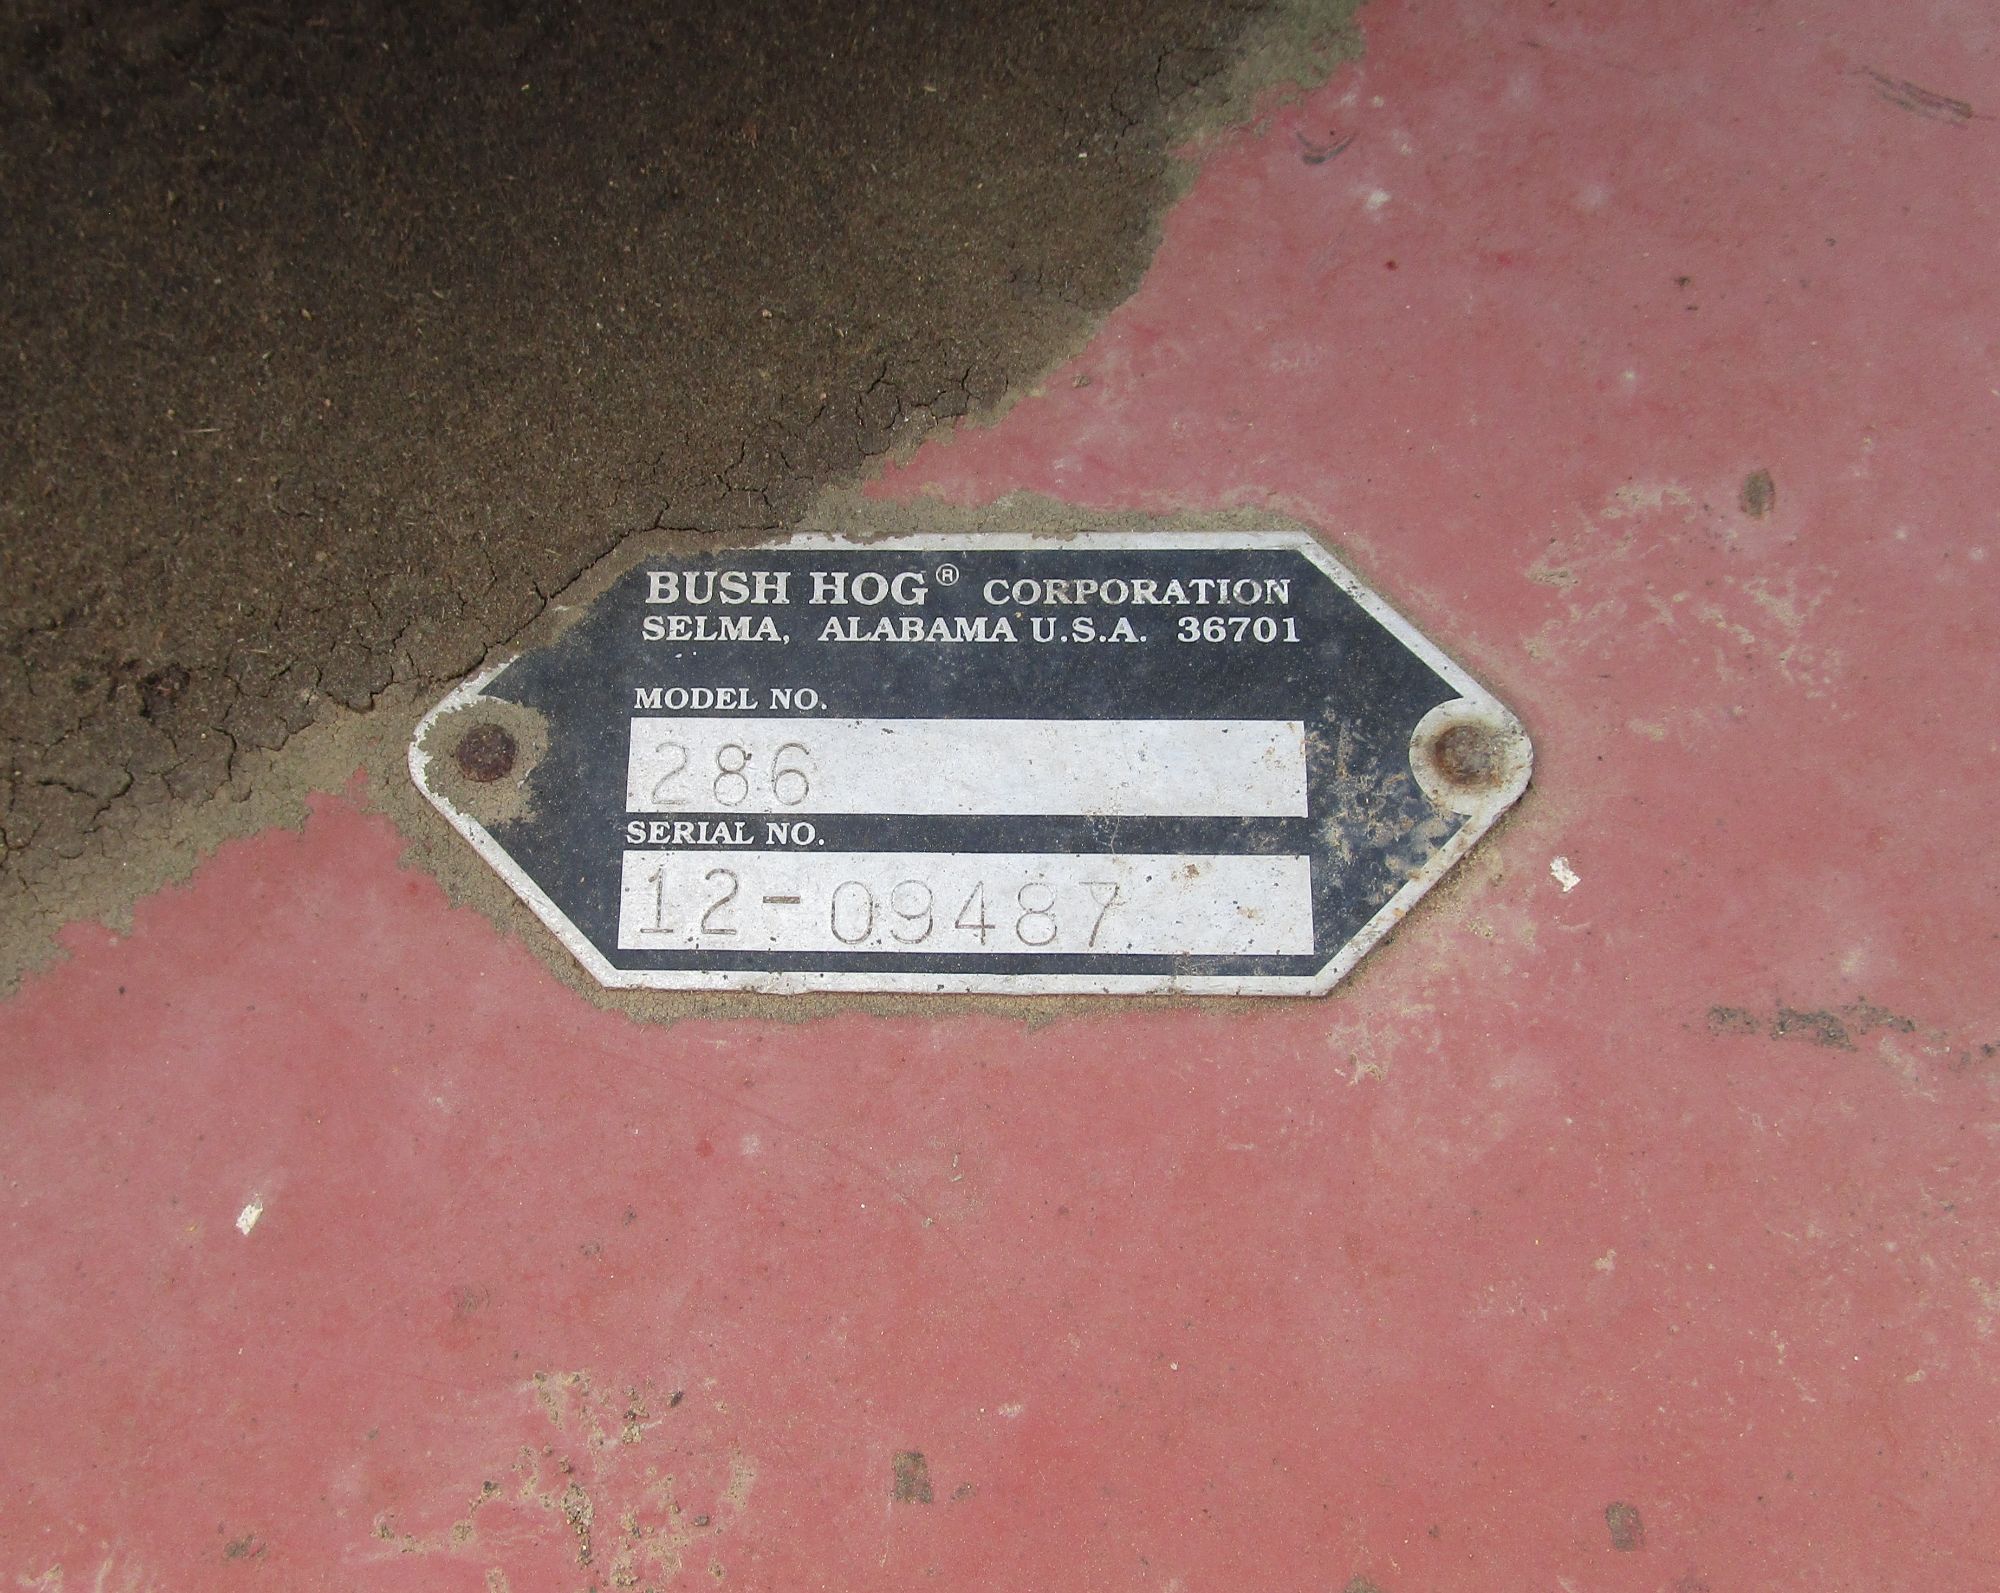 BUSH HOG® CORPORATION
SELMA, ALABAMA U.S.A. 36701
MODEL NO.
286
SERIAL NO.
12-09487